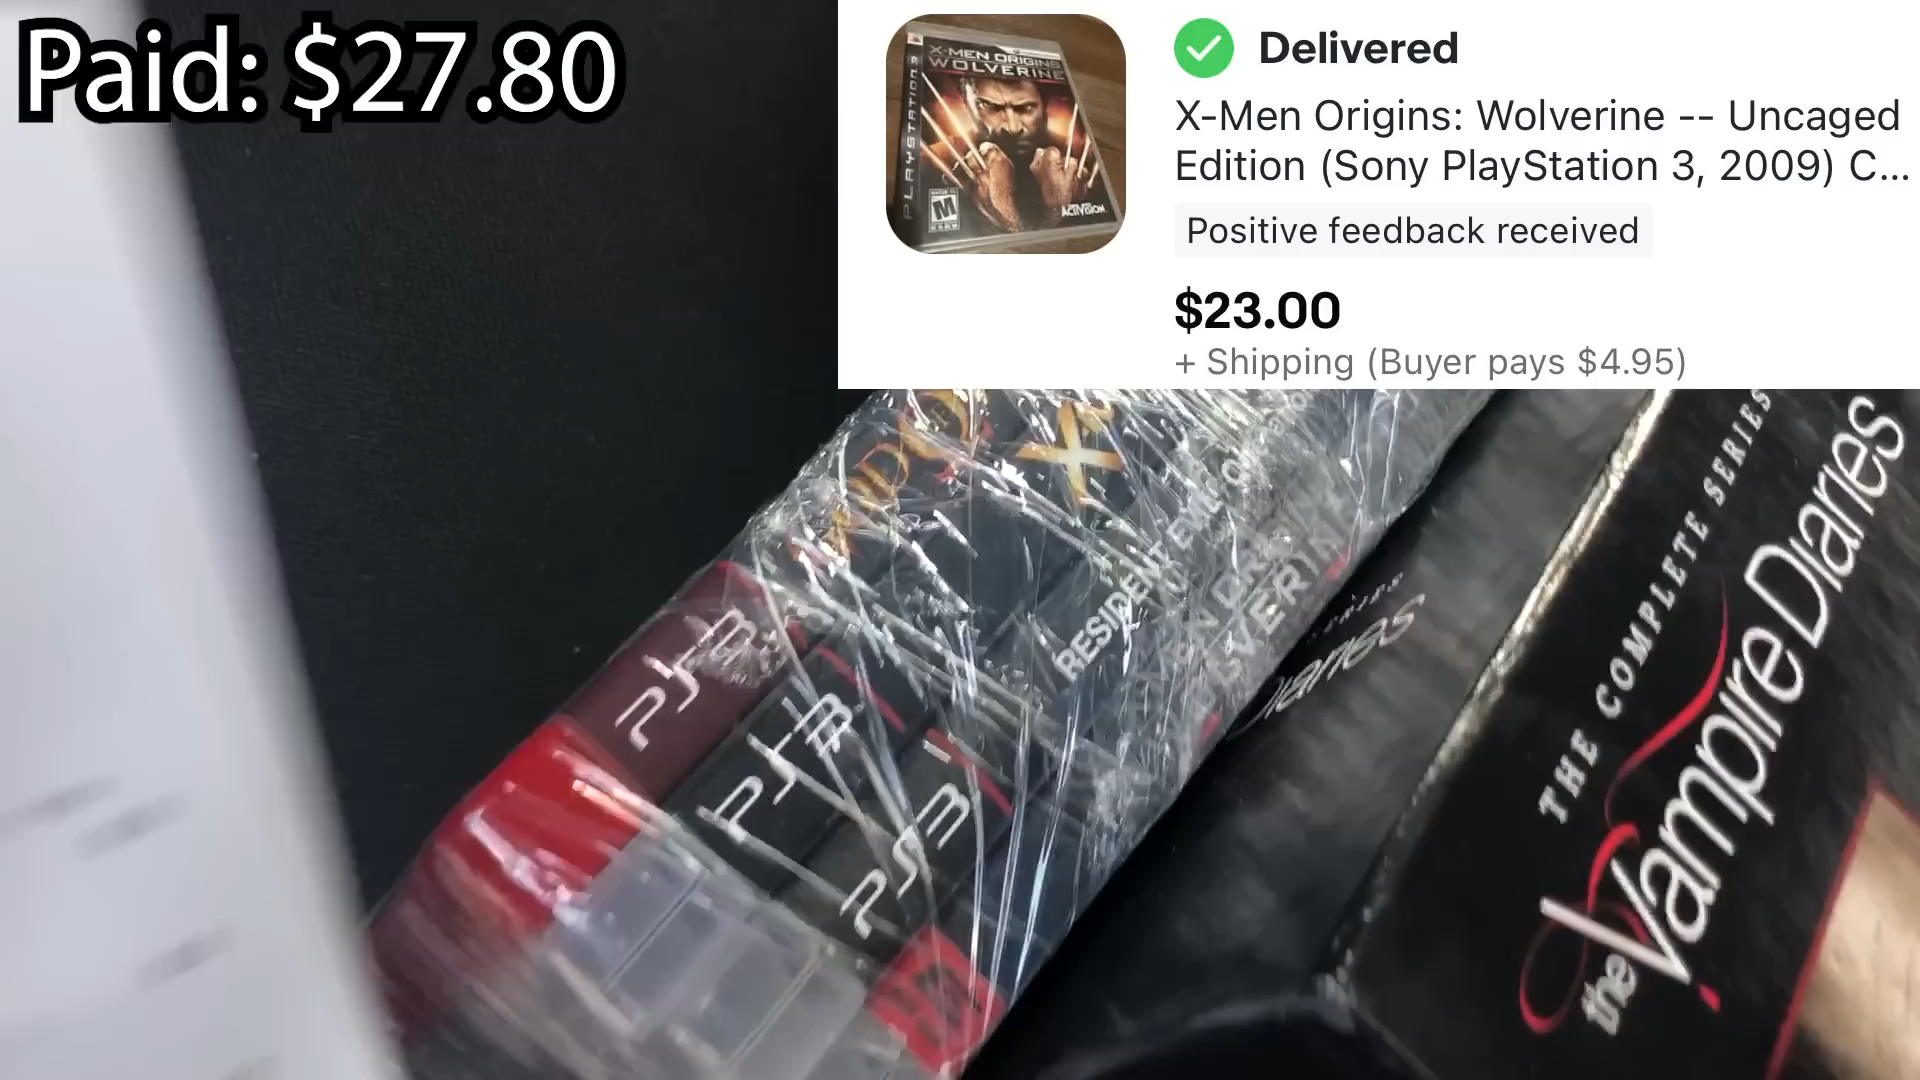 Paid: $27.80
X-MEN ORIGINS
WOLVERINE
PLAYSTATION 3
M
ACTIVISION
Delivered
X-Men Origins: Wolverine -- Uncaged
Edition (Sony PlayStation 3, 2009) C...
Positive feedback received
$23.00
+ Shipping (Buyer pays $4.95)
PS3
PS3
PS3
RESIDENT EVIL
THE COMPLETE SERIES
the Vampire Diaries